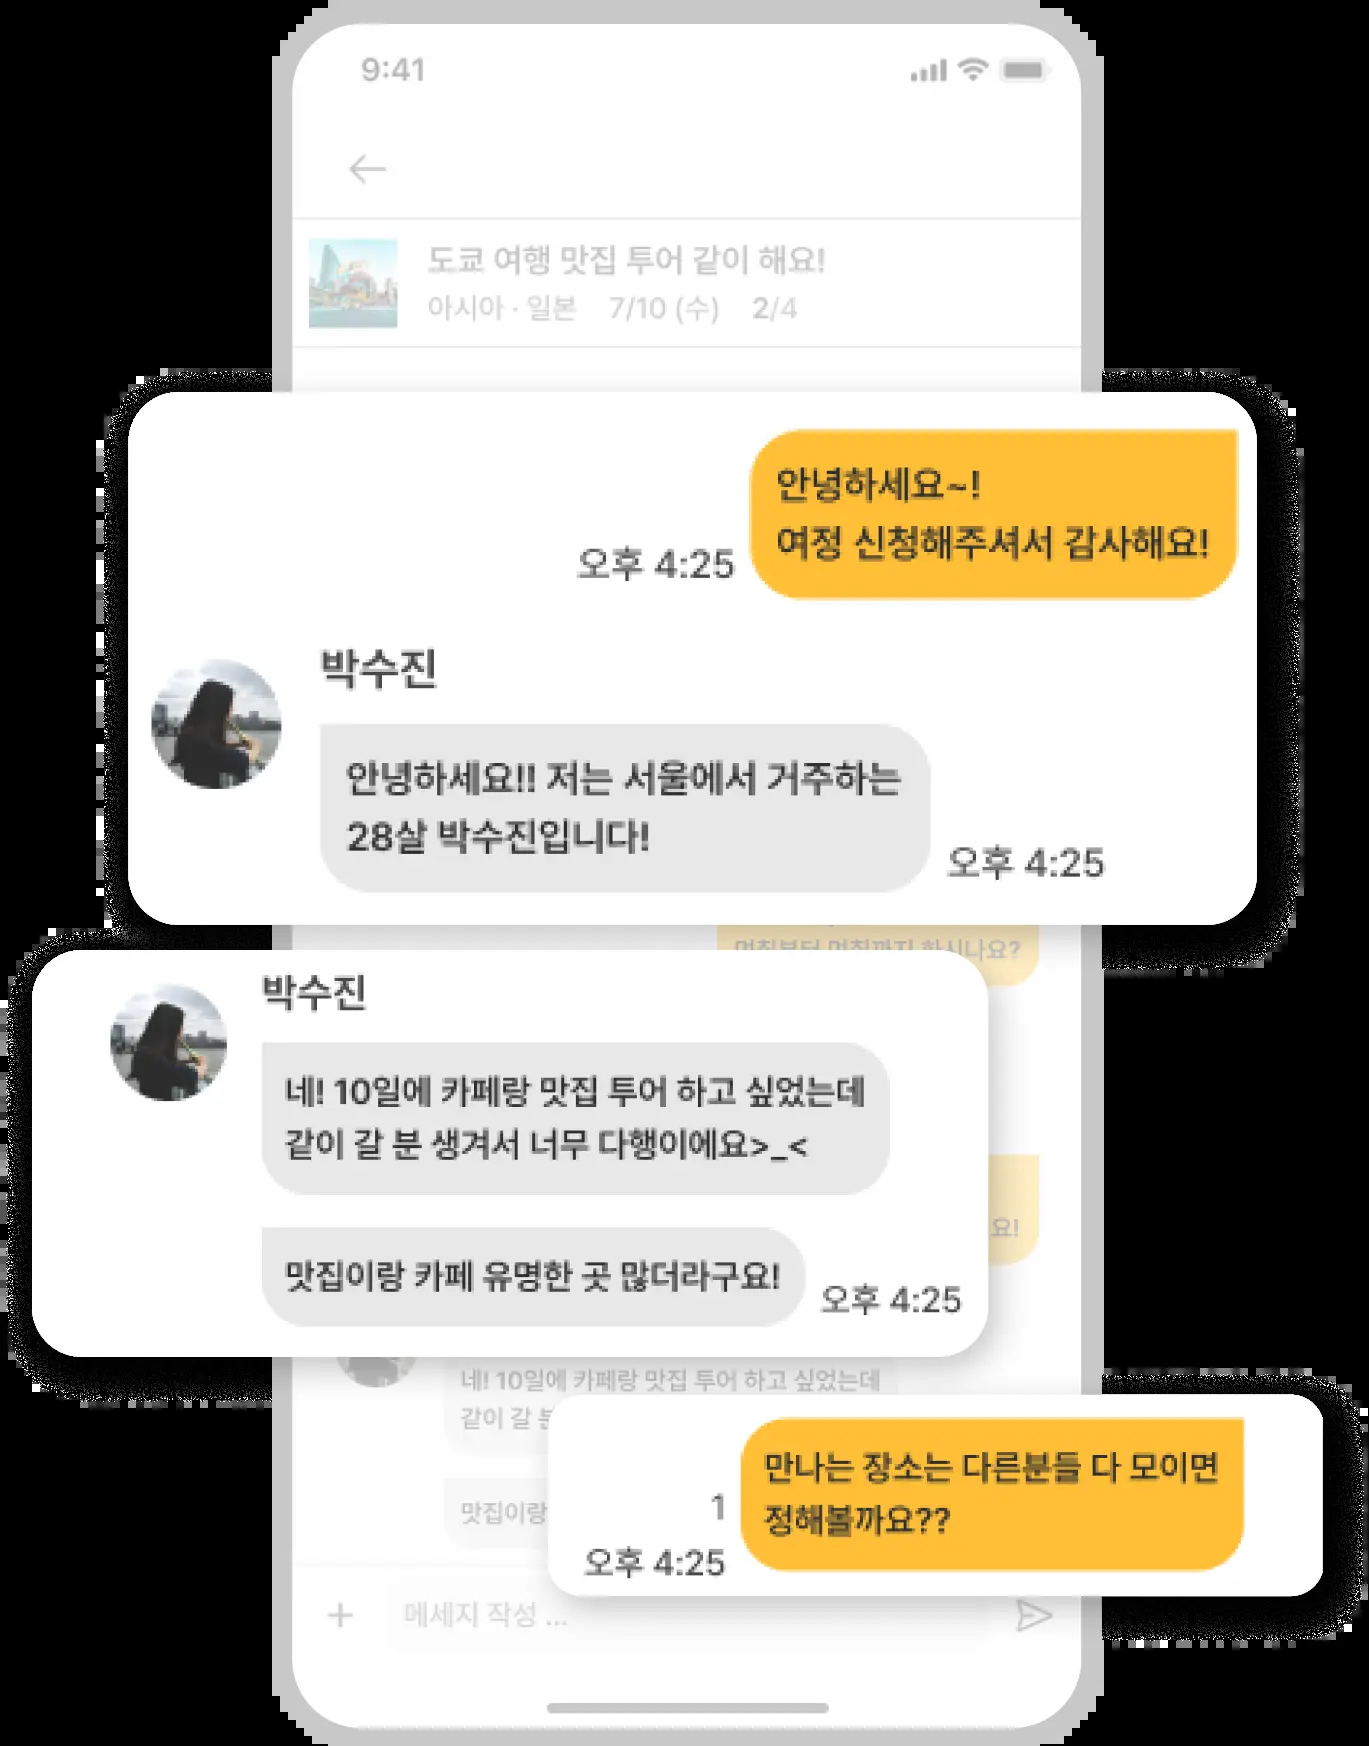 9:41
도쿄 여행 맛집 투어 같이 해요!
아시아 · 일본 7/10 (수) 2/4
안녕하세요~!
여정 신청해주셔서 감사해요!
오후 4:25
박수진
안녕하세요!! 저는 서울에서 거주하는
28살 박수진입니다!
오후 4:25
며칠부터 며칠까지 하시나요?
박수진
네! 10일에 카페랑 맛집 투어 하고 싶었는데
같이 갈 분 생겨서 너무 다행이에요>_<
요!
맛집이랑 카페 유명한 곳 많더라구요!
오후 4:25
네! 10일에 카페랑 맛집 투어 하고 싶었는데
같이 갈
맛집이랑
만나는 장소는 다른분들 다 모이면
정해볼까요??
1
오후 4:25
메세지 작성 ...